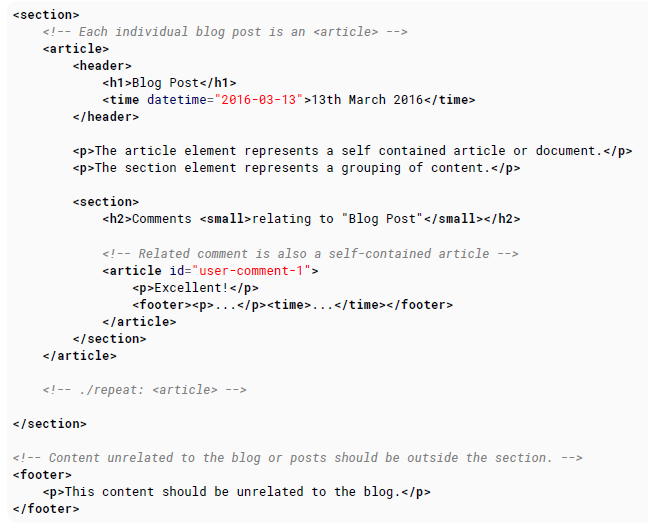 <section>
<!-- Each individual blog post is an <article> -->
<article>
<header>
<h1>Blog Post</h1>
<time datetime="2016-03-13">13th March 2016</time>
</header>
<p>The article element represents a self contained article or document.</p>
<p>The section element represents a grouping of content.</p>
<section>
<h2>Comments <small>relating to "Blog Post"</small></h2>
<!-- Related comment is also a self-contained article -->
<article id="user-comment-1">
<p>Excellent!</p>
<footer><p>...</p><time>...</time></footer>
</article>
</section>
</article>
<!-- ./repeat: <article> -->
</section>
<!-- Content unrelated to the blog or posts should be outside the section. -->
<footer>
<p>This content should be unrelated to the blog.</p>
</footer>